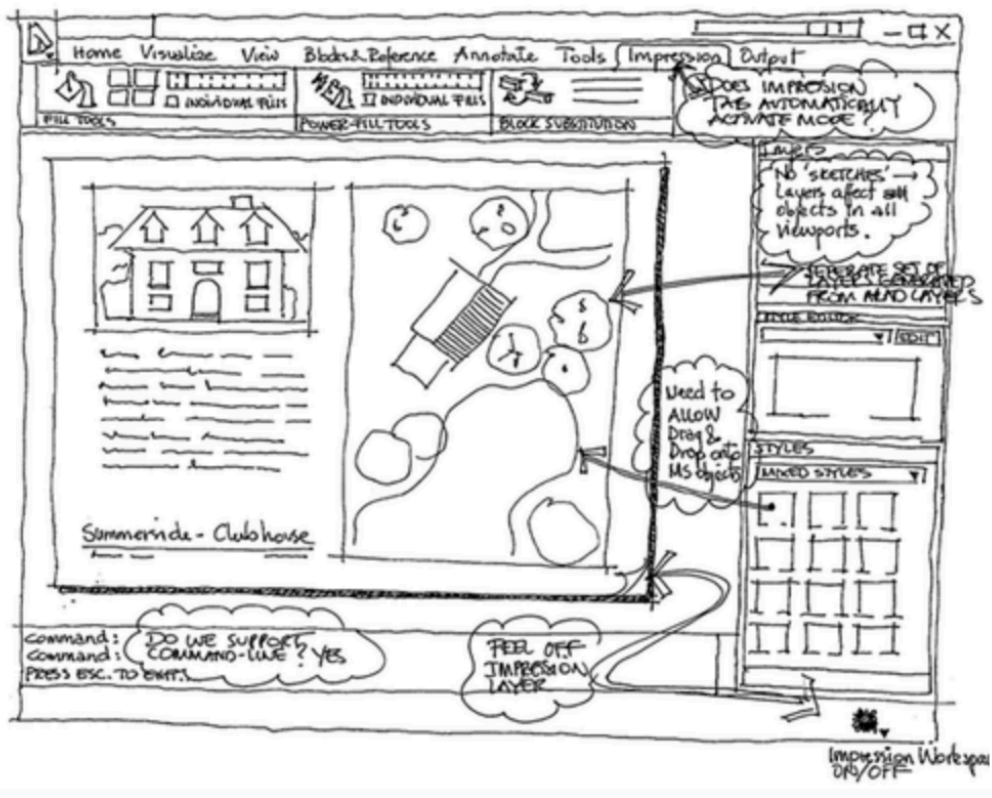 Home Visualize View Blocks & Reference Annotate Tools Impression Output
INDIVIDUAL FILLS
INDIVIDUAL FILLS
FILL TOOLS
POWER-FILL TOOLS
BLOCK SUBSTITUTION
DOES IMPRESSION
TAB AUTOMATICALLY
ACTIVATE MODE?
Layers
No 'SKETCHES' →
Layers affect all
objects in all
viewports.
SEPERATE SET OF
LAYERS GENERATED
FROM ACAD LAYERS
STYLE EDITOR
EDIT
Need to
ALLOW
Drag &
Drop onto
MS objects
STYLES
MIXED STYLES
Summerside - Clubhouse
Command:
Command:
PRESS ESC. TO EXIT
DO WE SUPPORT
COMMAND-LINE? YES
PEEL OFF
IMPRESSION
LAYER
Impression Workspac
ON/OFF